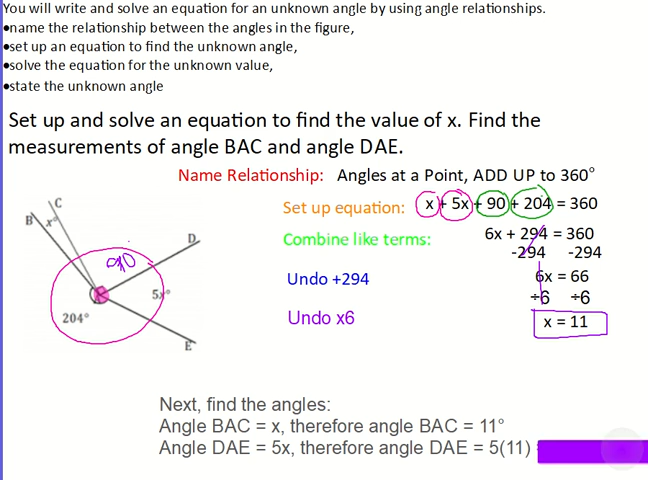 You will write and solve an equation for an unknown angle by using angle relationships.
•name the relationship between the angles in the figure,
•set up an equation to find the unknown angle,
•solve the equation for the unknown value,
•state the unknown angle
Set up and solve an equation to find the value of x. Find the
measurements of angle BAC and angle DAE.
Name Relationship: Angles at a Point, ADD UP to 360°
Set up equation: x + 5x + 90 + 204 = 360
Combine like terms: 6x + 294 = 360
-294 -294
Undo +294 6x = 66
÷6 ÷6
Undo x6 x = 11
C
B x°
D
5x°
204°
E
Next, find the angles:
Angle BAC = x, therefore angle BAC = 11°
Angle DAE = 5x, therefore angle DAE = 5(11)